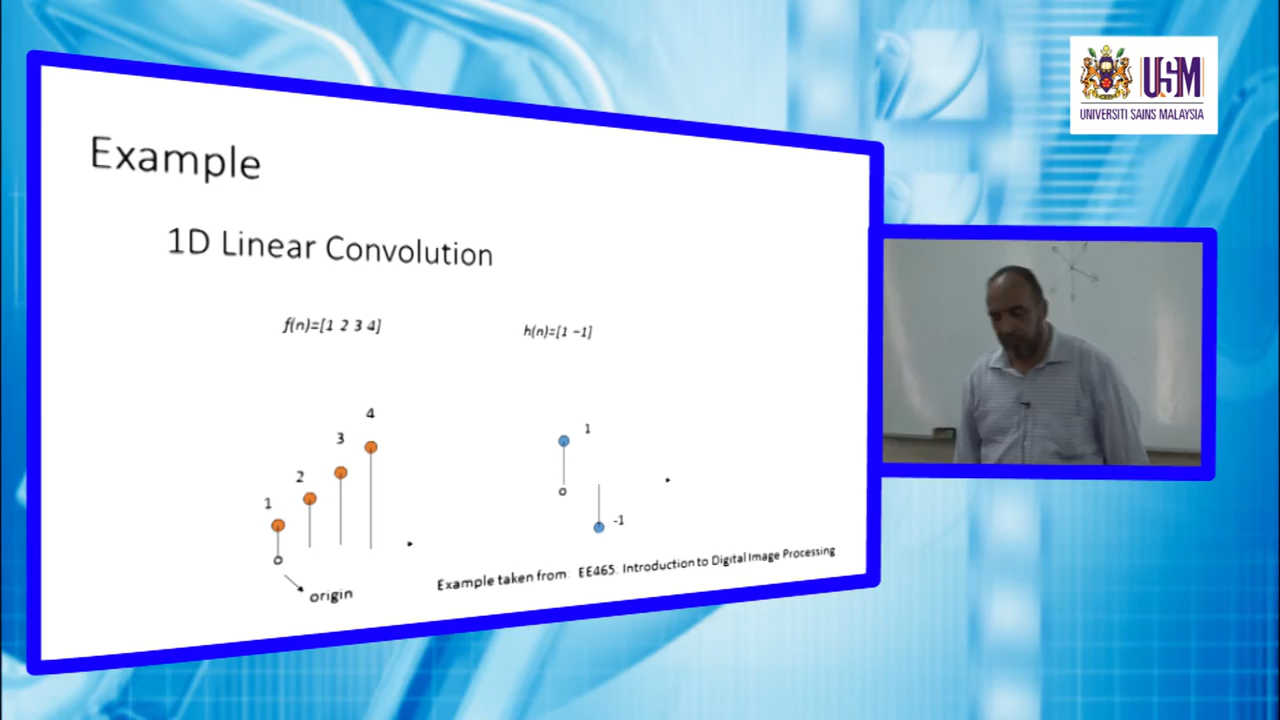 USM
UNIVERSITI SAINS MALAYSIA
Example
1D Linear Convolution
f(n)=[1 2 3 4]
h(n)=[1 −1]
4
3
2
1
origin
1
-1
Example taken from: EE465: Introduction to Digital Image Processing